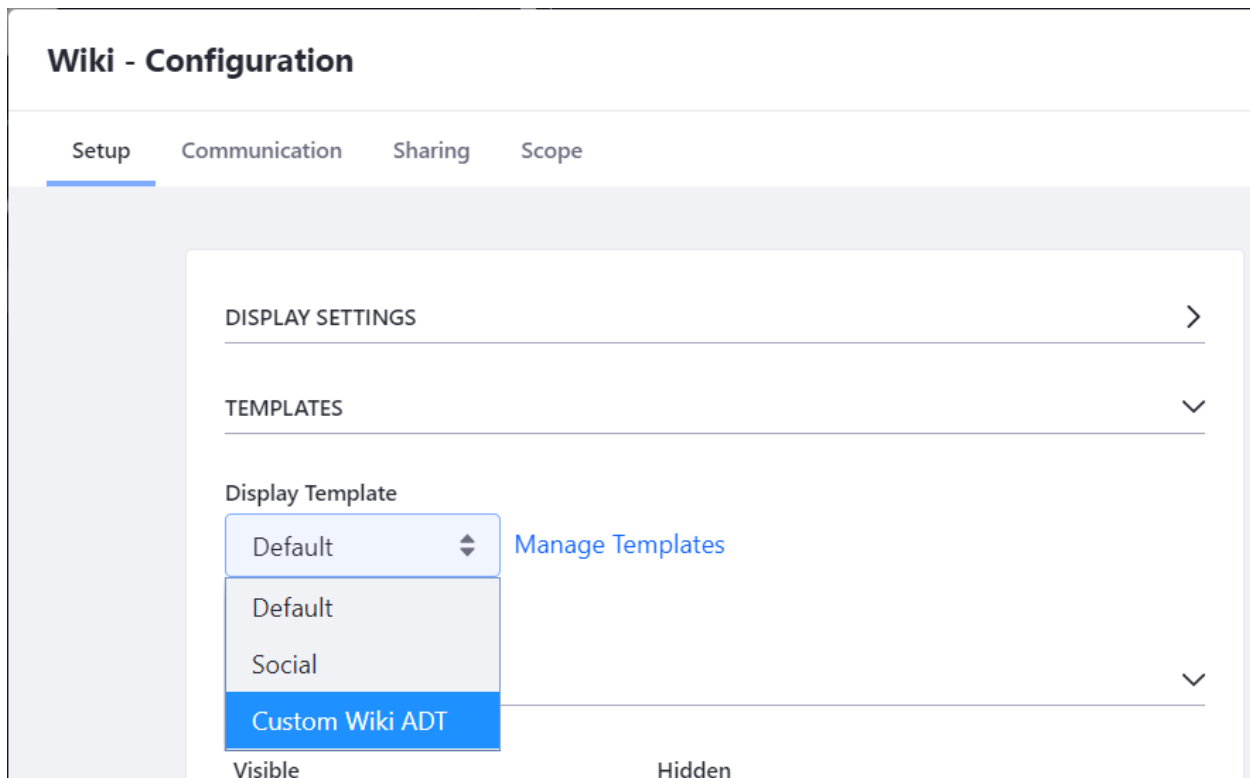 Wiki - Configuration
Setup Communication Sharing Scope
DISPLAY SETTINGS
TEMPLATES
Display Template
Default Manage Templates
Default
Social
Custom Wiki ADT
Visible Hidden